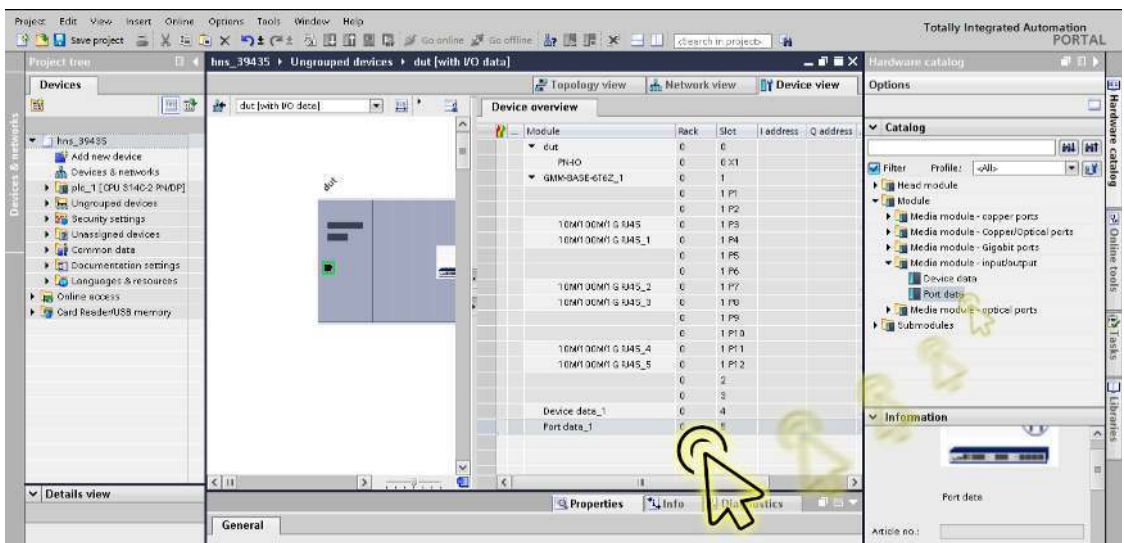 Project Edit View Insert Online Options Tools Window Help
Totally Integrated Automation
PORTAL
Save project
Go online
Go offline
<Search in project>
Project tree
hns_39435 ▸ Ungrouped devices ▸ dut [with I/O data]
Hardware catalog
Devices
Topology view
Network view
Device view
Options
dut [with I/O data]
Device overview
Module Rack Slot I address Q address
dut 0 0
PN-IO 0 0 X1
GMM-BASE-6T6Z_1 0 1
0 1 P1
0 1 P2
10M/100M/1G RJ45 0 1 P3
10M/100M/1G RJ45_1 0 1 P4
0 1 P5
0 1 P6
10M/100M/1G RJ45_2 0 1 P7
10M/100M/1G RJ45_3 0 1 P8
0 1 P9
0 1 P10
10M/100M/1G RJ45_4 0 1 P11
10M/100M/1G RJ45_5 0 1 P12
0 2
0 3
Device data_1 0 4
Port data_1
hns_39435
Add new device
Devices & networks
plc_1 [CPU 314C-2 PN/DP]
Ungrouped devices
Security settings
Unassigned devices
Common data
Documentation settings
Languages & resources
Online access
Card Reader/USB memory
Details view
dut
Catalog
Filter Profile: <All>
Head module
Module
Media module - copper ports
Media module - Copper/Optical ports
Media module - Gigabit ports
Media module - input/output
Device data
Port data
Media module - optical ports
Submodules
Information
Port data
Article no.:
Properties
Info
Diagnostics
General
Devices & networks
Hardware catalog
Online tools
Tasks
Libraries